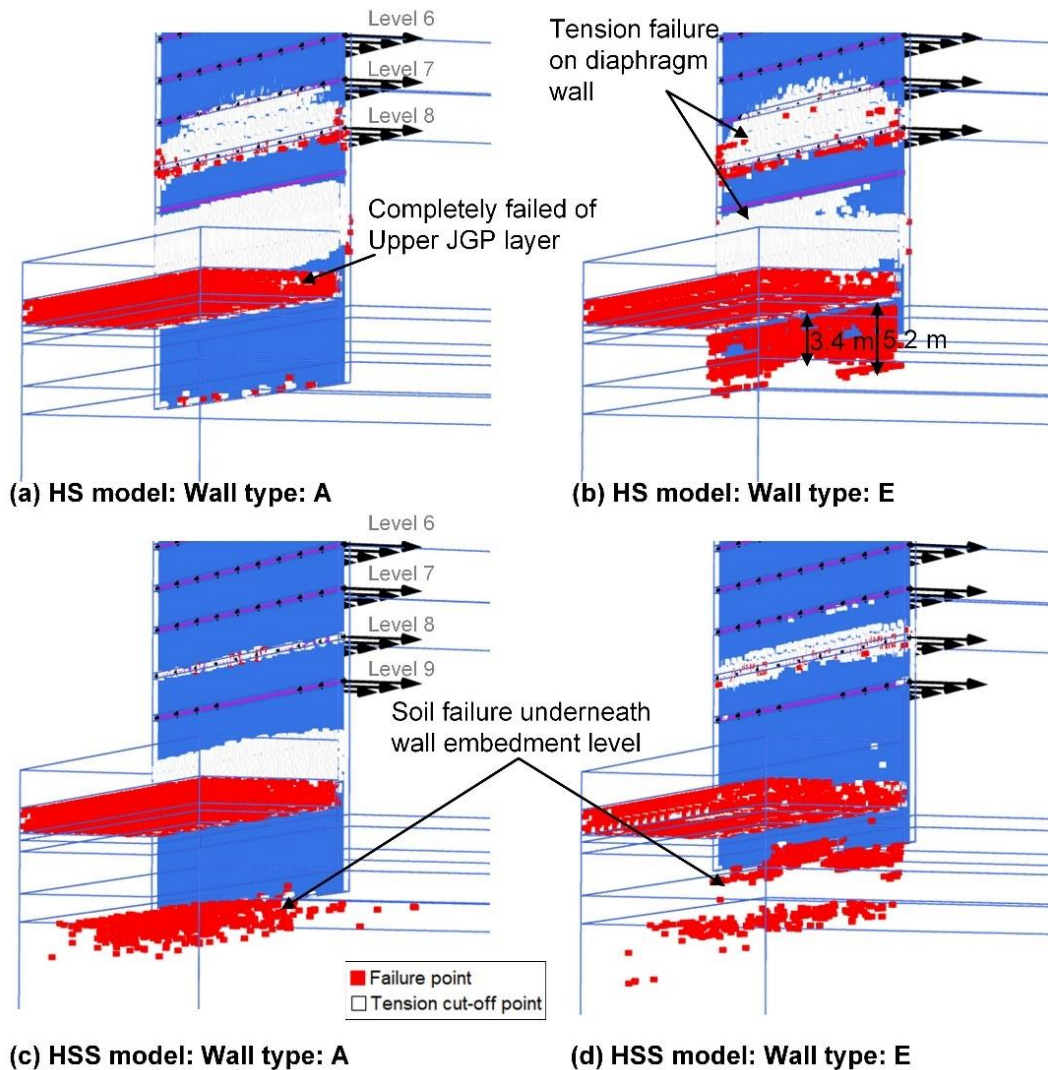 Level 6
Level 7
Level 8
Completely failed of
Upper JGP layer
(a) HS model: Wall type: A
Tension failure
on diaphragm
wall
3.4 m
5.2 m
(b) HS model: Wall type: E
Level 6
Level 7
Level 8
Level 9
Soil failure underneath
wall embedment level
Failure point
Tension cut-off point
(c) HSS model: Wall type: A
(d) HSS model: Wall type: E